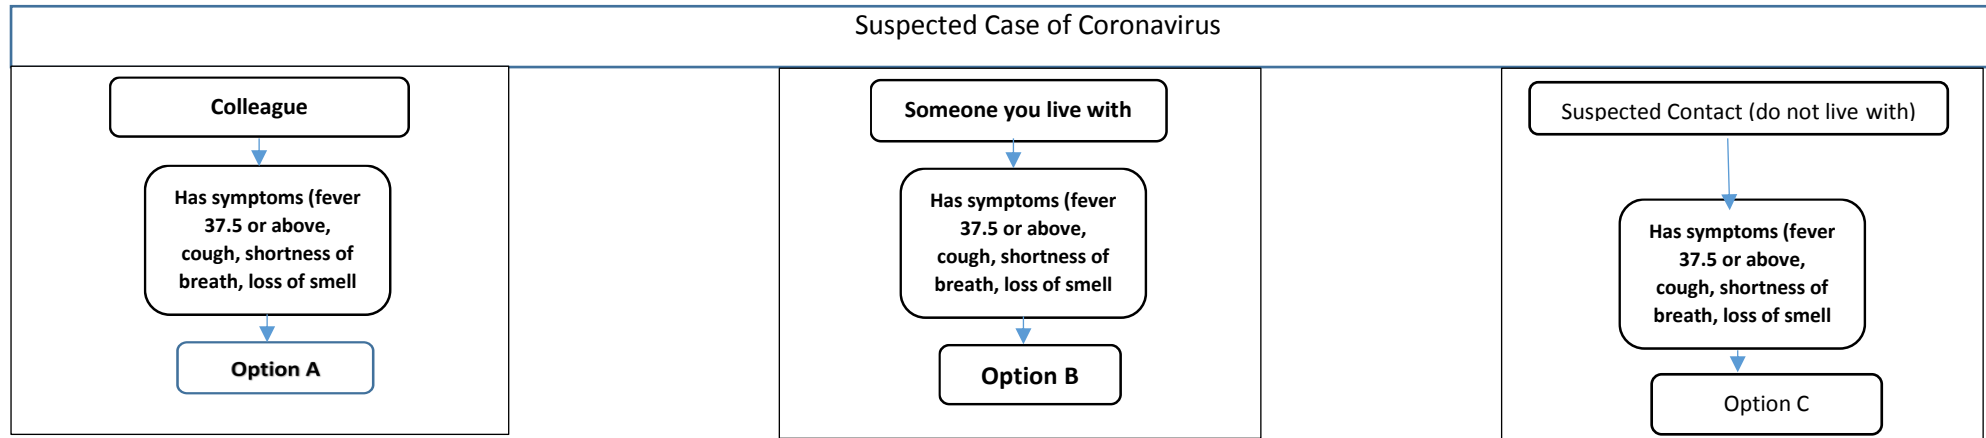 Suspected Case of Coronavirus
Colleague
Has symptoms (fever
37.5 or above,
cough, shortness of
breath, loss of smell
Option A
Someone you live with
Has symptoms (fever
37.5 or above,
cough, shortness of
breath, loss of smell
Option B
Suspected Contact (do not live with)
Has symptoms (fever
37.5 or above,
cough, shortness of
breath, loss of smell
Option C